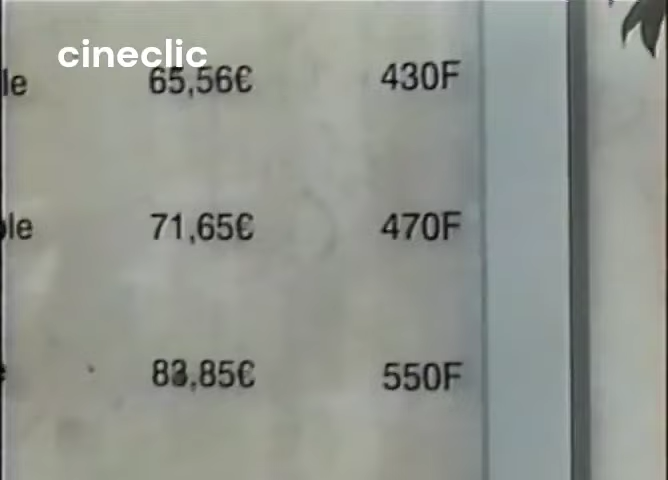 cineclic
le 65,56€ 430F
le 71,65€ 470F
83,85€ 550F